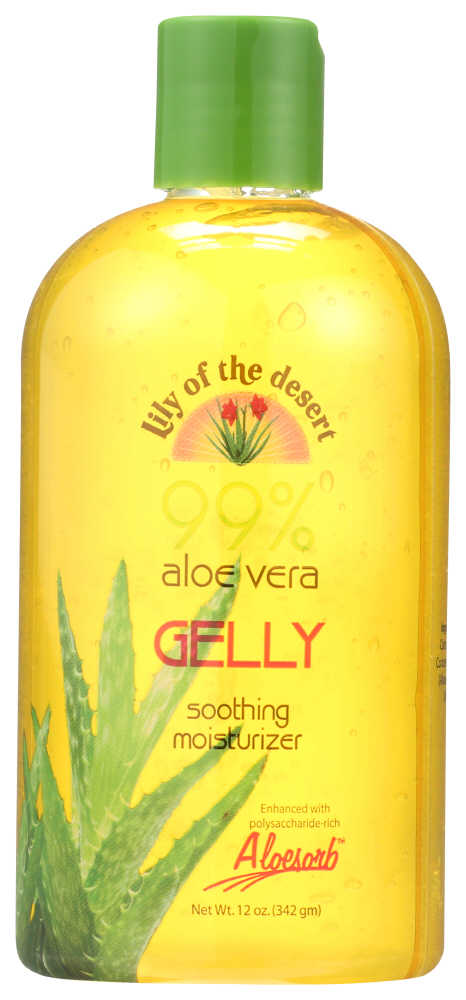 lily of the desert
99%
aloe vera
GELLY
soothing
moisturizer
Enhanced with
polysaccharide-rich
Aloesorb™
Net Wt. 12 oz. (342 gm)